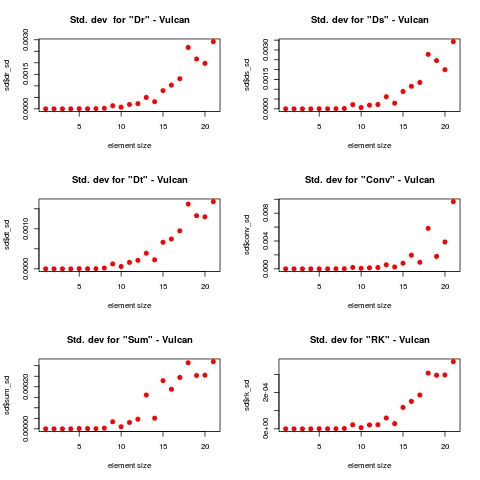 Std. dev  for "Dr" - Vulcan
sd$dr_sd
0.0000 0.0015 0.0030
5 10 15 20
element size
Std. dev for "Ds" - Vulcan
sd$ds_sd
0.0000 0.0015 0.0030
5 10 15 20
element size
Std. dev for "Dt" - Vulcan
sd$dt_sd
0.0000 0.0010
5 10 15 20
element size
Std. dev for "Conv" - Vulcan
sd$conv_sd
0.000 0.004 0.008
5 10 15 20
element size
Std. dev for "Sum" - Vulcan
sd$sum_sd
0.00000 0.00020
5 10 15 20
element size
Std. dev for "RK" - Vulcan
sd$rk_sd
0e+00 2e-04
5 10 15 20
element size